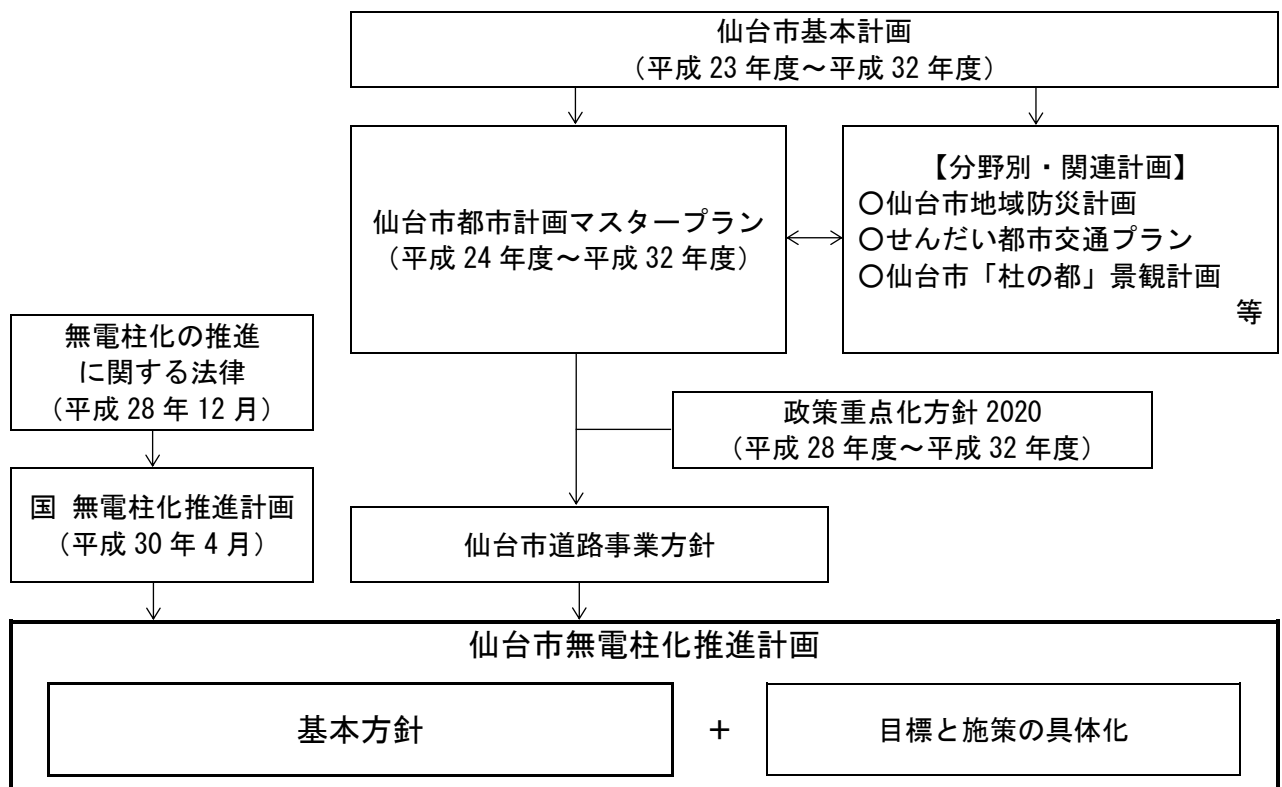 仙台市基本計画
（平成 23 年度～平成 32 年度）
仙台市都市計画マスタープラン
（平成 24 年度～平成 32 年度）
【分野別・関連計画】
〇仙台市地域防災計画
〇せんだい都市交通プラン
〇仙台市「杜の都」景観計画
等
無電柱化の推進
に関する法律
（平成 28 年 12 月）
政策重点化方針 2020
（平成 28 年度～平成 32 年度）
国 無電柱化推進計画
（平成 30 年 4 月）
仙台市道路事業方針
仙台市無電柱化推進計画
基本方針
+
目標と施策の具体化